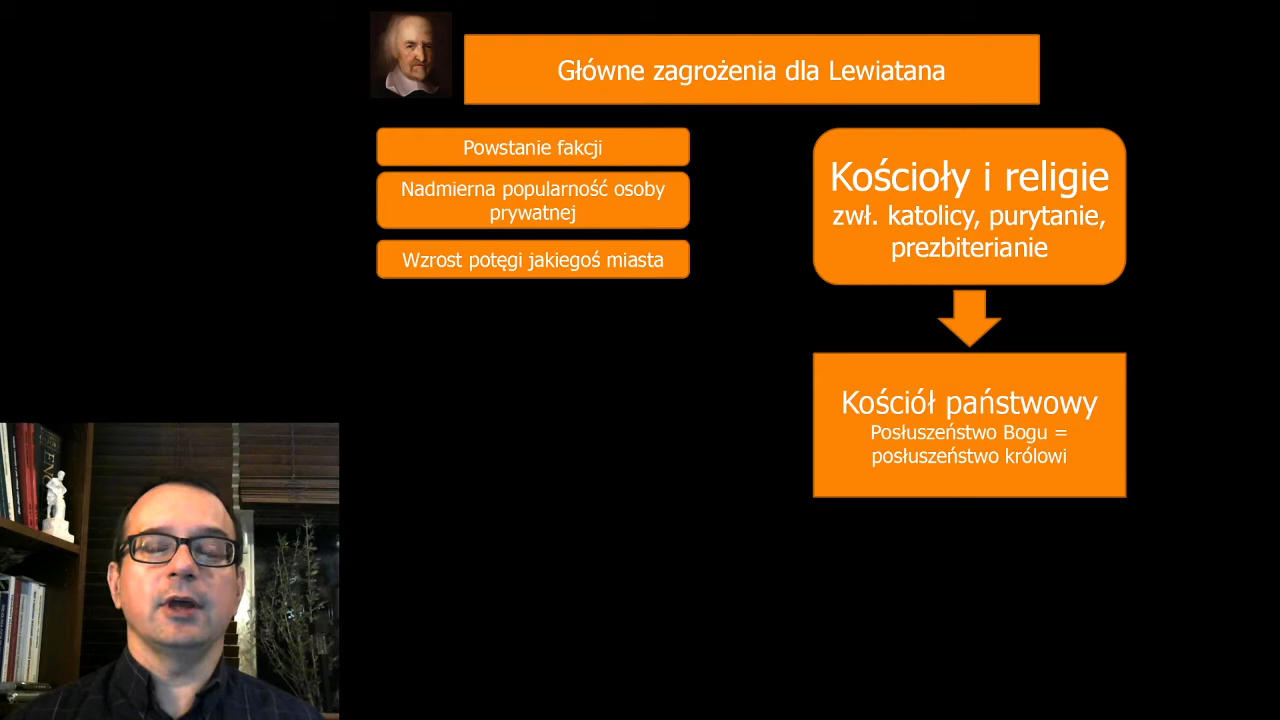 Główne zagrożenia dla Lewiatana
Powstanie fakcji
Nadmierna popularność osoby
prywatnej
Wzrost potęgi jakiegoś miasta
Kościoły i religie
zwł. katolicy, purytanie,
prezbiterianie
Kościół państwowy
Posłuszeństwo Bogu =
posłuszeństwo królowi